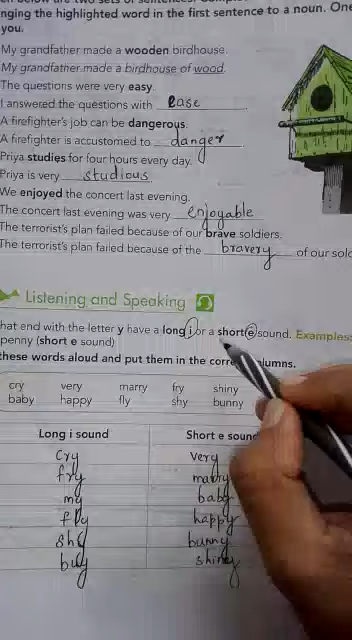 nging the highlighted word in the first sentence to a noun. One
you.
My grandfather made a wooden birdhouse.
My grandfather made a birdhouse of wood.
The questions were very easy.
I answered the questions with ease
A firefighter's job can be dangerous.
A firefighter is accustomed to danger
Priya studies for four hours every day.
Priya is very studious
We enjoyed the concert last evening.
The concert last evening was very enjoyable
The terrorist's plan failed because of our brave soldiers.
The terrorist's plan failed because of the bravery of our sol
Listening and Speaking
hat end with the letter y have a long i or a short e sound. Examples:
penny (short e sound)
these words aloud and put them in the columns.
cry very marry fry shiny
baby happy fly shy bunny
Long i sound Short e sound
cry very
fry marry
my baby
fly happy
shy bunny
buy shiney